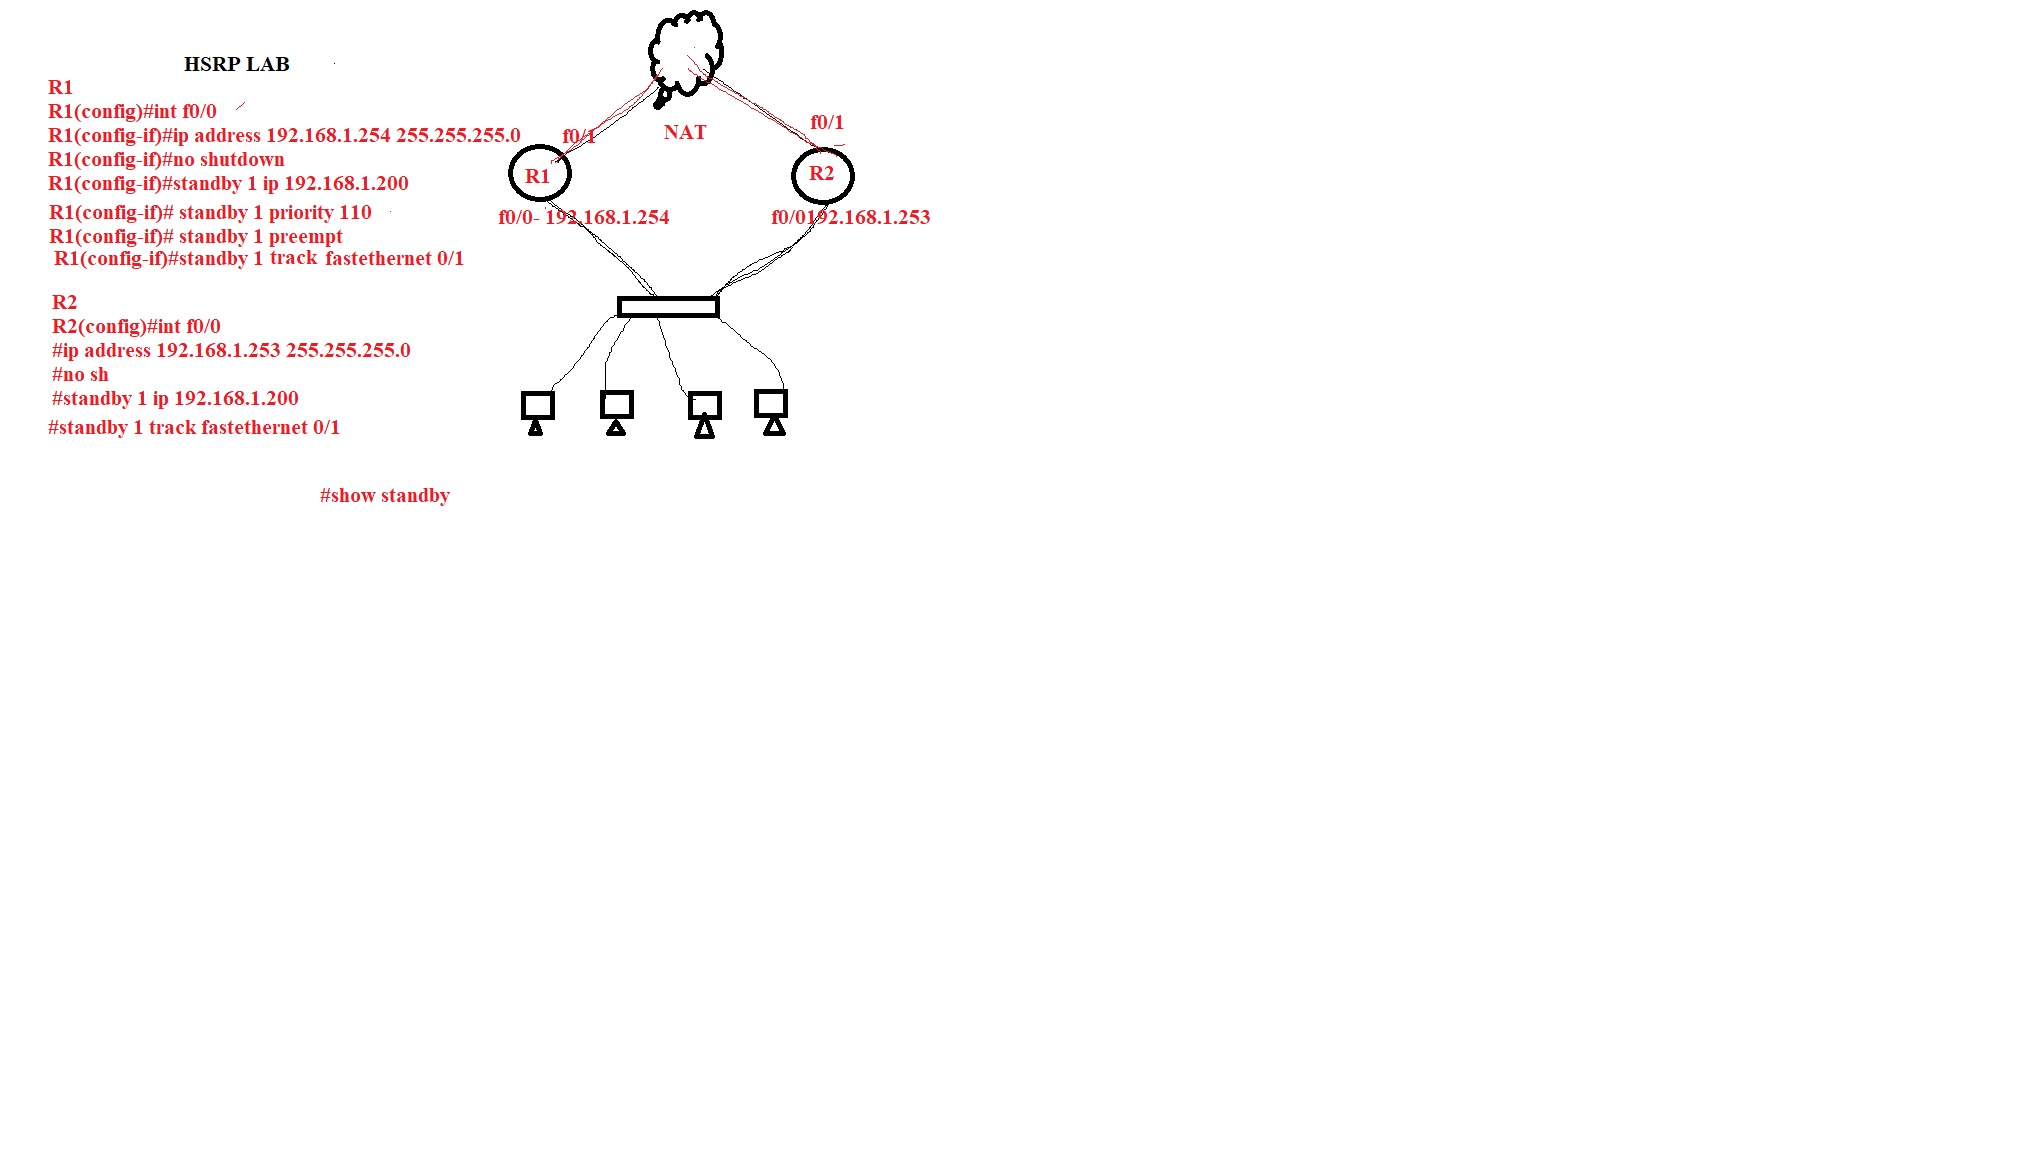 HSRP LAB
R1
R1(config)#int f0/0
R1(config-if)#ip address 192.168.1.254 255.255.255.0
R1(config-if)#no shutdown
R1(config-if)#standby 1 ip 192.168.1.200
R1(config-if)# standby 1 priority 110
R1(config-if)# standby 1 preempt
R1(config-if)#standby 1 track fastethernet 0/1
R2
R2(config)#int f0/0
#ip address 192.168.1.253 255.255.255.0
#no sh
#standby 1 ip 192.168.1.200
#standby 1 track fastethernet 0/1
#show standby
f0/1
NAT
f0/1
R1
R2
f0/0- 192.168.1.254
f0/0192.168.1.253